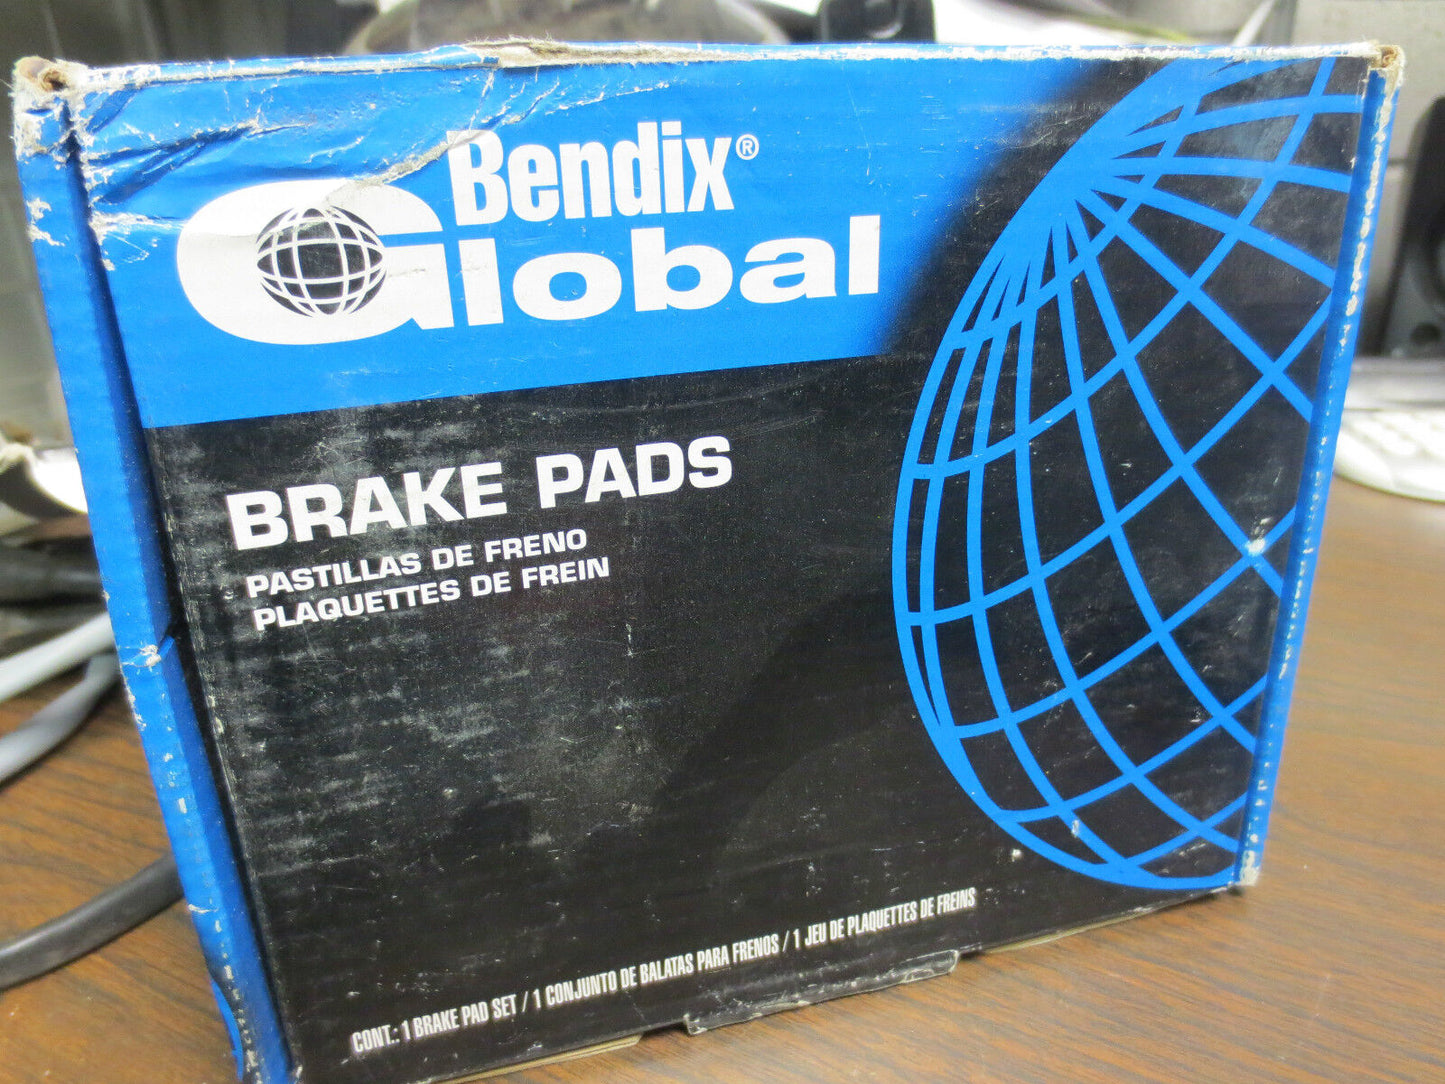 Bendix®
Global
BRAKE PADS
PASTILLAS DE FRENO
PLAQUETTES DE FREIN
CONT.: 1 BRAKE PAD SET / 1 CONJUNTO DE BALATAS PARA FRENOS / 1 JEU DE PLAQUETTES DE FREINS